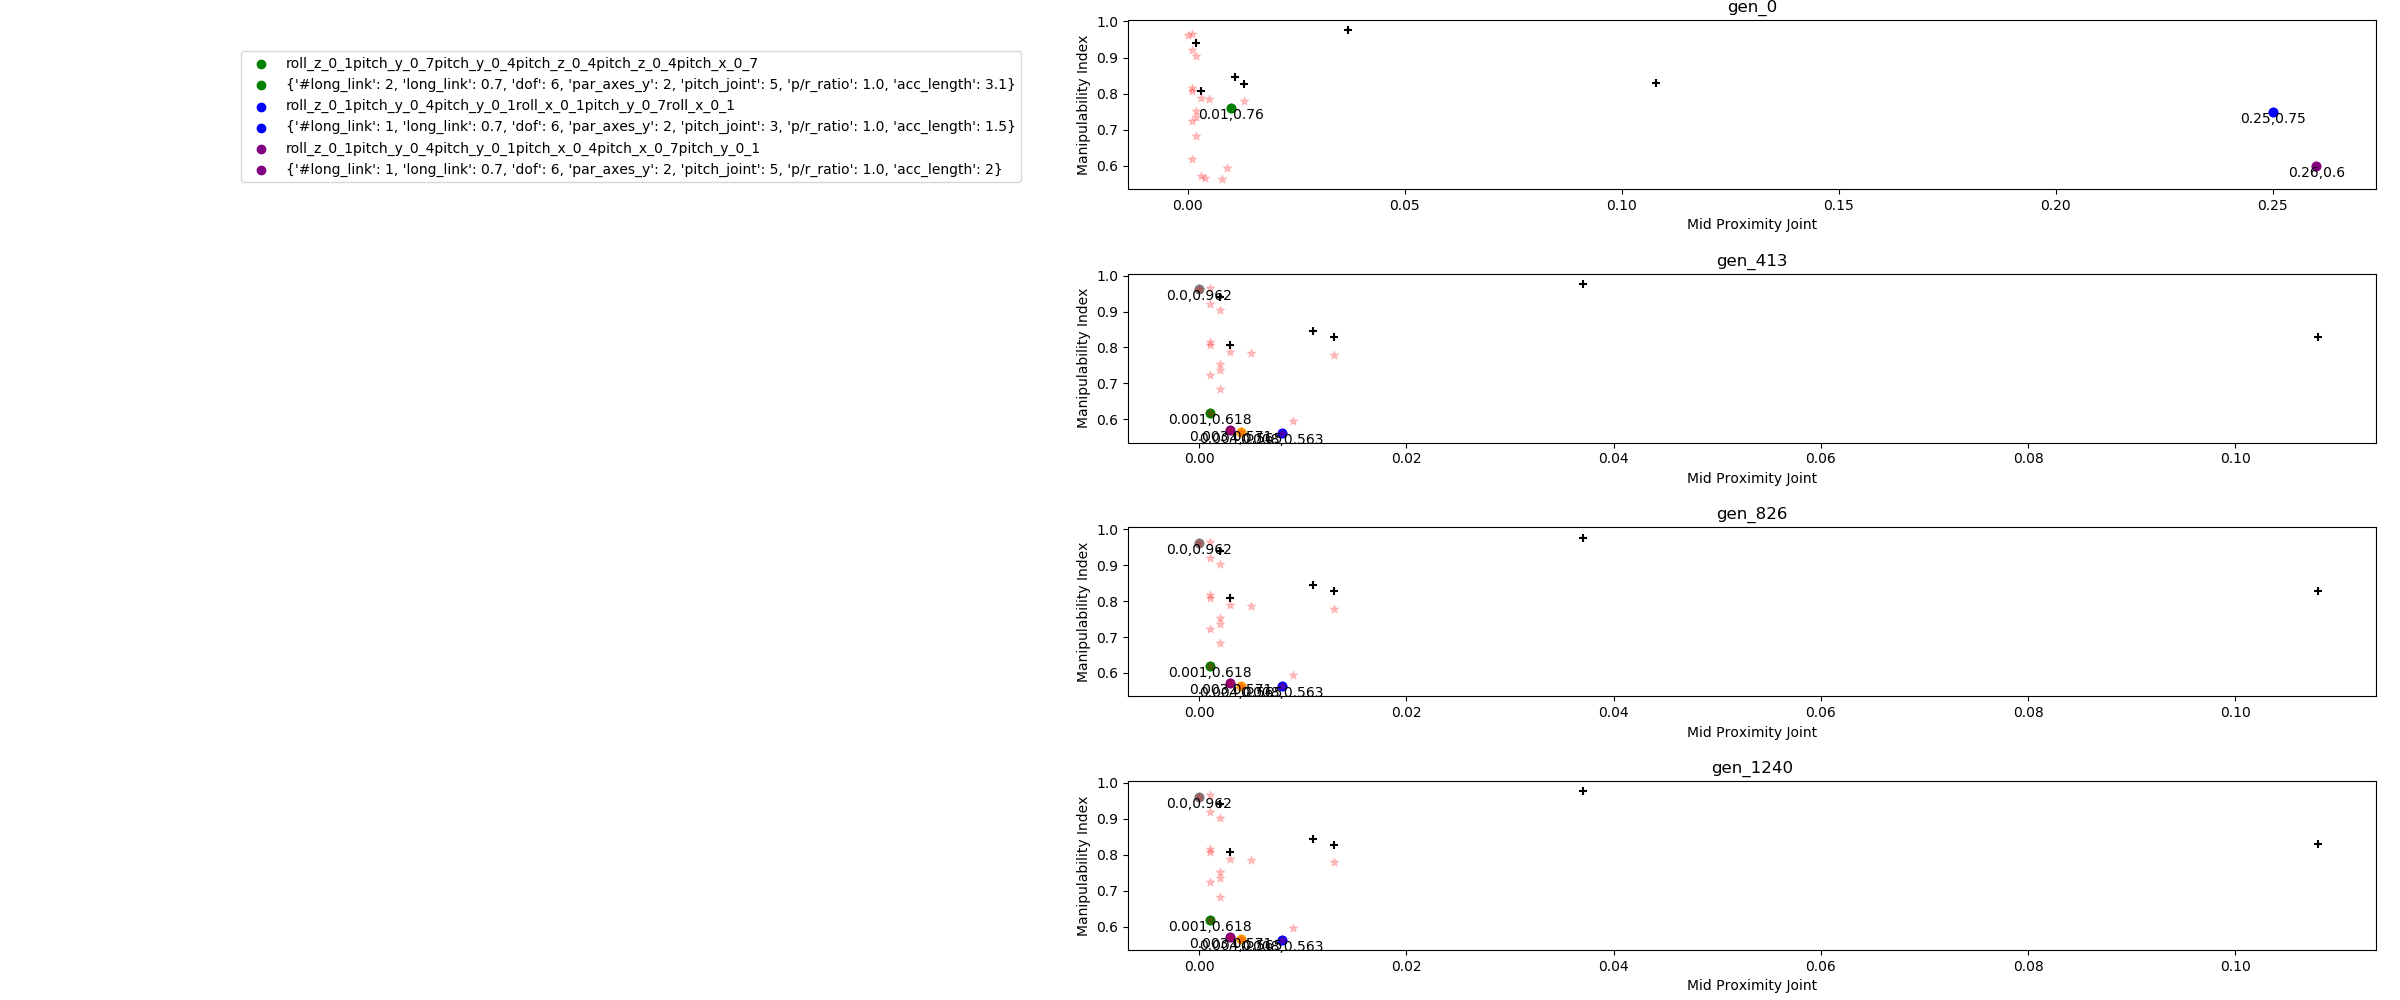 roll_z_0_1pitch_y_0_7pitch_y_0_4pitch_z_0_4pitch_z_0_4pitch_x_0_7
{'#long_link': 2, 'long_link': 0.7, 'dof': 6, 'par_axes_y': 2, 'pitch_joint': 5, 'p/r_ratio': 1.0, 'acc_length': 3.1}
roll_z_0_1pitch_y_0_4pitch_y_0_1roll_x_0_1pitch_y_0_7roll_x_0_1
{'#long_link': 1, 'long_link': 0.7, 'dof': 6, 'par_axes_y': 2, 'pitch_joint': 3, 'p/r_ratio': 1.0, 'acc_length': 1.5}
roll_z_0_1pitch_y_0_4pitch_y_0_1pitch_x_0_4pitch_x_0_7pitch_y_0_1
{'#long_link': 1, 'long_link': 0.7, 'dof': 6, 'par_axes_y': 2, 'pitch_joint': 5, 'p/r_ratio': 1.0, 'acc_length': 2}
gen_0
Manipulability Index
1.0
0.9
0.8
0.7
0.6
0.01,0.76
0.25,0.75
0.26,0.6
0.00 0.05 0.10 0.15 0.20 0.25
Mid Proximity Joint
gen_413
Manipulability Index
1.0
0.9
0.8
0.7
0.6
0.0,0.962
0.001,0.618
0.00 0.02 0.04 0.06 0.08 0.10
Mid Proximity Joint
gen_826
Manipulability Index
1.0
0.9
0.8
0.7
0.6
0.0,0.962
0.001,0.618
0.00 0.02 0.04 0.06 0.08 0.10
Mid Proximity Joint
gen_1240
Manipulability Index
1.0
0.9
0.8
0.7
0.6
0.0,0.962
0.001,0.618
0.00 0.02 0.04 0.06 0.08 0.10
Mid Proximity Joint